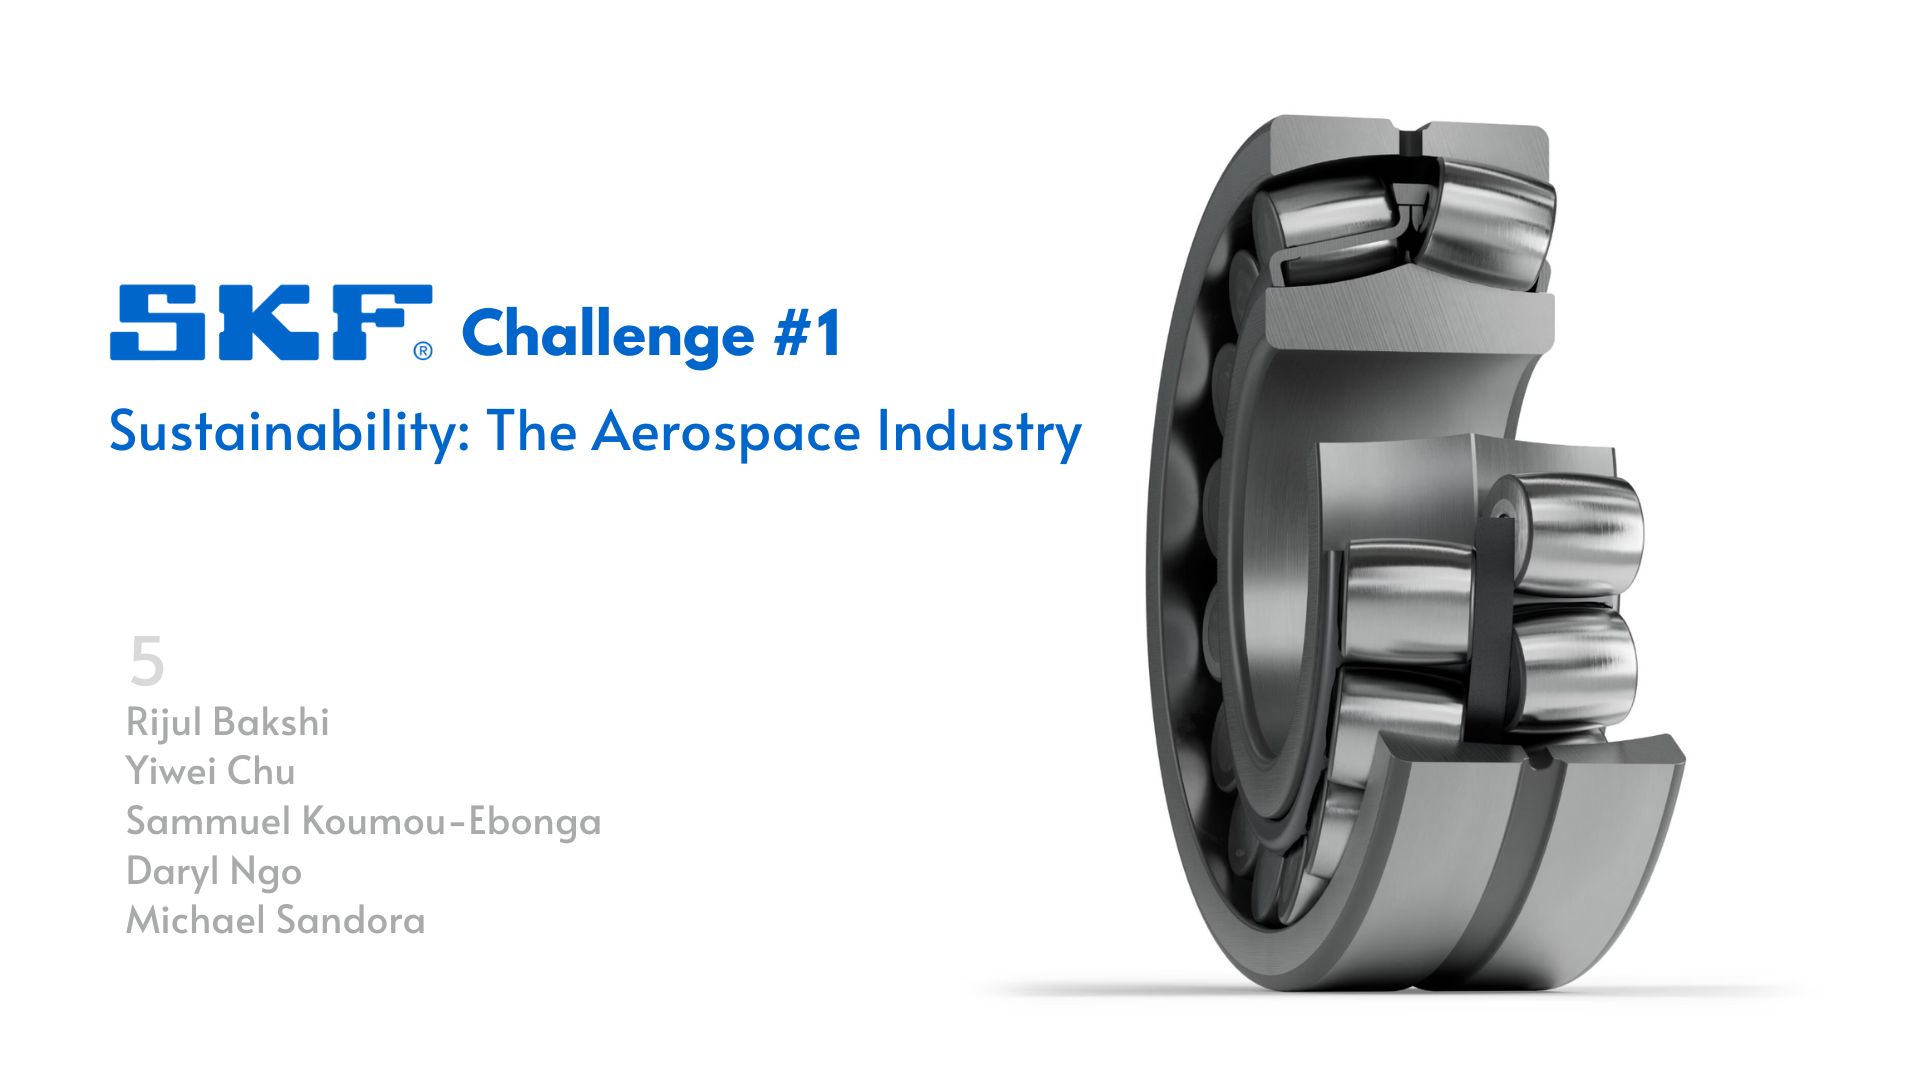 SKF® Challenge #1
Sustainability: The Aerospace Industry
5
Rijul Bakshi
Yiwei Chu
Sammuel Koumou-Ebonga
Daryl Ngo
Michael Sandora